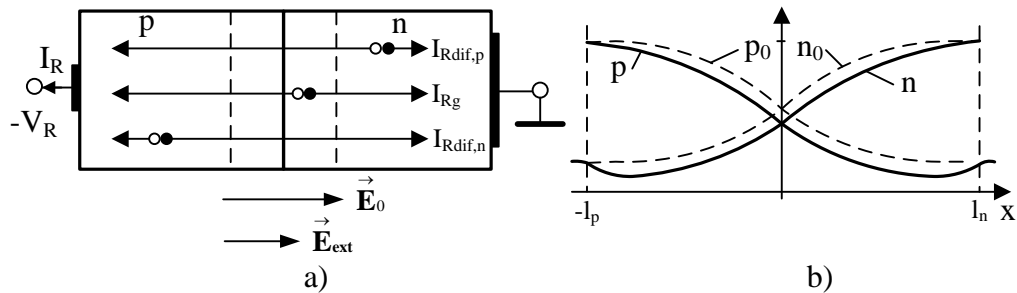 p
n
I_R
-V_R
I_Rdif,p
I_Rg
I_Rdif,n
E_0
E_ext
a)
p
p_0
n_0
n
-l_p
l_n
x
b)